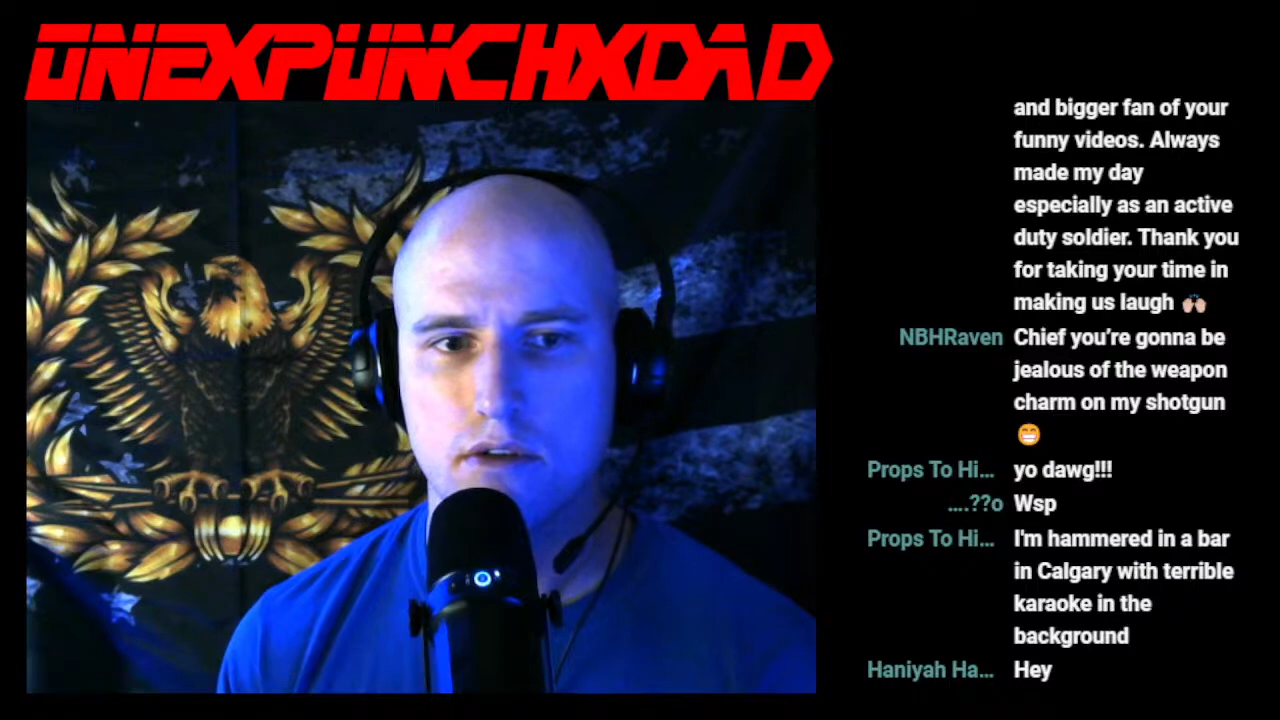 ONEXPUNCHXDAD
and bigger fan of your
funny videos. Always
made my day
especially as an active
duty soldier. Thank you
for taking your time in
making us laugh 🙌🏻
NBHRaven Chief you’re gonna be
jealous of the weapon
charm on my shotgun
😁
Props To Hi... yo dawg!!!
....??o Wsp
Props To Hi... I'm hammered in a bar
in Calgary with terrible
karaoke in the
background
Haniyah Ha... Hey